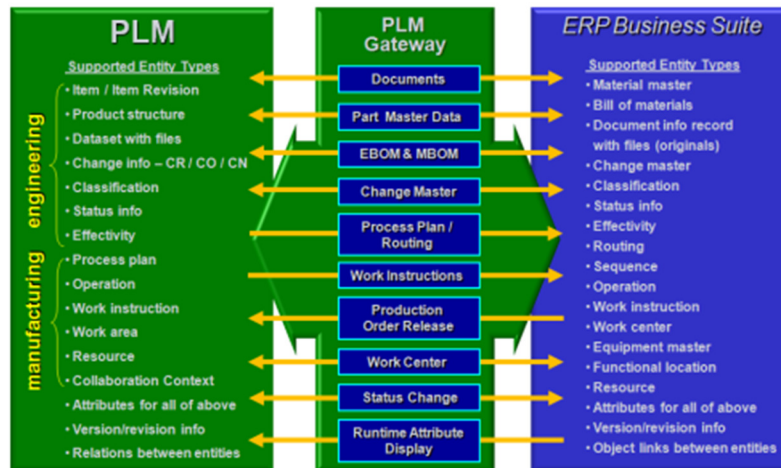 PLM
Supported Entity Types
engineering
• Item / Item Revision
• Product structure
• Dataset with files
• Change info – CR / CO / CN
• Classification
• Status info
• Effectivity
manufacturing
• Process plan
• Operation
• Work instruction
• Work area
• Resource
• Collaboration Context
• Attributes for all of above
• Version/revision info
• Relations between entities
PLM
Gateway
Documents
Part Master Data
EBOM & MBOM
Change Master
Process Plan /
Routing
Work Instructions
Production
Order Release
Work Center
Status Change
Runtime Attribute
Display
ERP Business Suite
Supported Entity Types
• Material master
• Bill of materials
• Document info record
with files (originals)
• Change master
• Classification
• Status info
• Effectivity
• Routing
• Sequence
• Operation
• Work instruction
• Work center
• Equipment master
• Functional location
• Resource
• Attributes for all of above
• Version/revision info
• Object links between entities